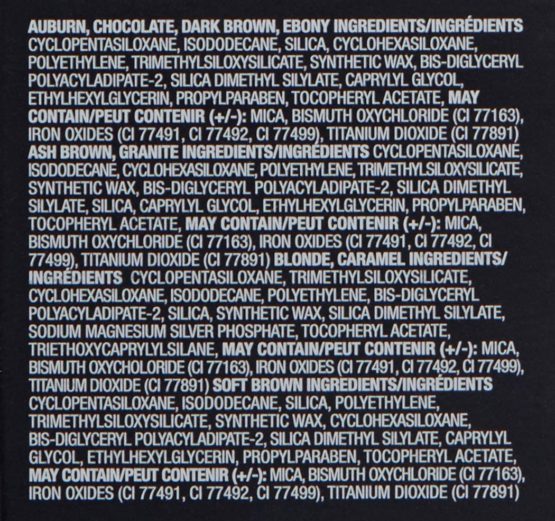 AUBURN, CHOCOLATE, DARK BROWN, EBONY INGREDIENTS/INGRÉDIENTS
CYCLOPENTASILOXANE, ISODODECANE, SILICA, CYCLOHEXASILOXANE,
POLYETHYLENE, TRIMETHYLSILOXYSILICATE, SYNTHETIC WAX, BIS-DIGLYCERYL
POLYACYLADIPATE-2, SILICA DIMETHYL SILYLATE, CAPRYLYL GLYCOL,
ETHYLHEXYLGLYCERIN, PROPYLPARABEN, TOCOPHERYL ACETATE, MAY
CONTAIN/PEUT CONTENIR (+/-): MICA, BISMUTH OXYCHLORIDE (CI 77163),
IRON OXIDES (CI 77491, CI 77492, CI 77499), TITANIUM DIOXIDE (CI 77891)
ASH BROWN, GRANITE INGREDIENTS/INGRÉDIENTS CYCLOPENTASILOXANE,
ISODODECANE, CYCLOHEXASILOXANE, POLYETHYLENE, TRIMETHYLSILOXYSILICATE,
SYNTHETIC WAX, BIS-DIGLYCERYL POLYACYLADIPATE-2, SILICA DIMETHYL
SILYLATE, SILICA, CAPRYLYL GLYCOL, ETHYLHEXYLGLYCERIN, PROPYLPARABEN,
TOCOPHERYL ACETATE, MAY CONTAIN/PEUT CONTENIR (+/-): MICA,
BISMUTH OXYCHLORIDE (CI 77163), IRON OXIDES (CI 77491, CI 77492, CI
77499), TITANIUM DIOXIDE (CI 77891) BLONDE, CARAMEL INGREDIENTS/
INGRÉDIENTS CYCLOPENTASILOXANE, TRIMETHYLSILOXYSILICATE,
CYCLOHEXASILOXANE, ISODODECANE, POLYETHYLENE, BIS-DIGLYCERYL
POLYACYLADIPATE-2, SILICA, SYNTHETIC WAX, SILICA DIMETHYL SILYLATE,
SODIUM MAGNESIUM SILVER PHOSPHATE, TOCOPHERYL ACETATE,
TRIETHOXYCAPRYLYLSILANE, MAY CONTAIN/PEUT CONTENIR (+/-): MICA,
BISMUTH OXYCHOLORIDE (CI 77163), IRON OXIDES (CI 77491, CI 77492, CI 77499),
TITANIUM DIOXIDE (CI 77891) SOFT BROWN INGREDIENTS/INGRÉDIENTS
CYCLOPENTASILOXANE, ISODODECANE, SILICA, POLYETHYLENE,
TRIMETHYLSILOXYSILICATE, SYNTHETIC WAX, CYCLOHEXASILOXANE,
BIS-DIGLYCERYL POLYACYLADIPATE-2, SILICA DIMETHYL SILYLATE, CAPRYLYL
GLYCOL, ETHYLHEXYLGLYCERIN, PROPYLPARABEN, TOCOPHERYL ACETATE,
MAY CONTAIN/PEUT CONTENIR (+/-): MICA, BISMUTH OXYCHLORIDE (CI 77163),
IRON OXIDES (CI 77491, CI 77492, CI 77499), TITANIUM DIOXIDE (CI 77891)